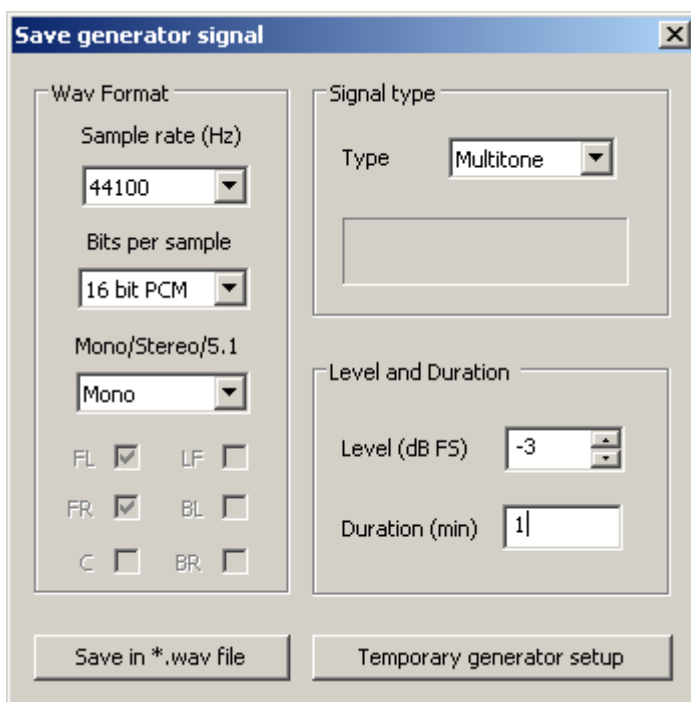 Save generator signal
Wav Format
Sample rate (Hz)
44100
Bits per sample
16 bit PCM
Mono/Stereo/5.1
Mono
FL LF
FR BL
C BR
Signal type
Type Multitone
Level and Duration
Level (dB FS) -3
Duration (min) 1
Save in *.wav file
Temporary generator setup